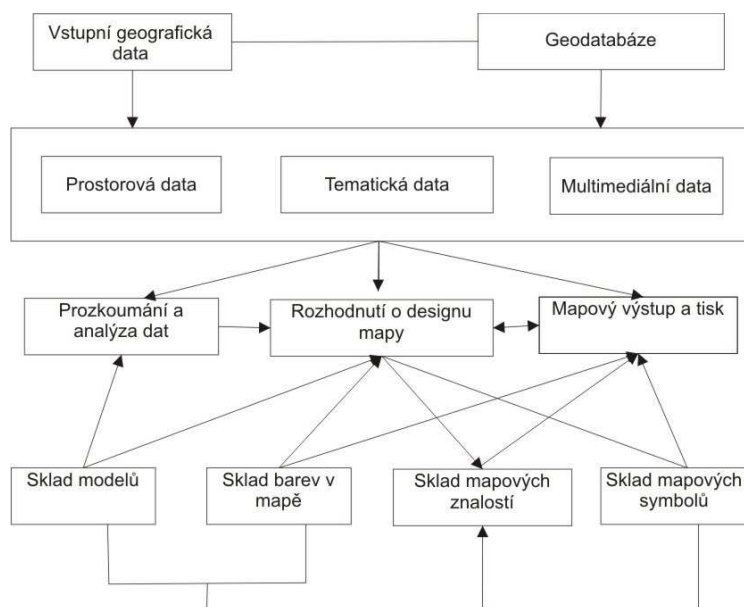 Vstupní geografická
data
Geodatabáze
Prostorová data
Tematická data
Multimediální data
Prozkoumání a
analýza dat
Rozhodnutí o designu
mapy
Mapový výstup a tisk
Sklad modelů
Sklad barev v
mapě
Sklad mapových
znalostí
Sklad mapových
symbolů